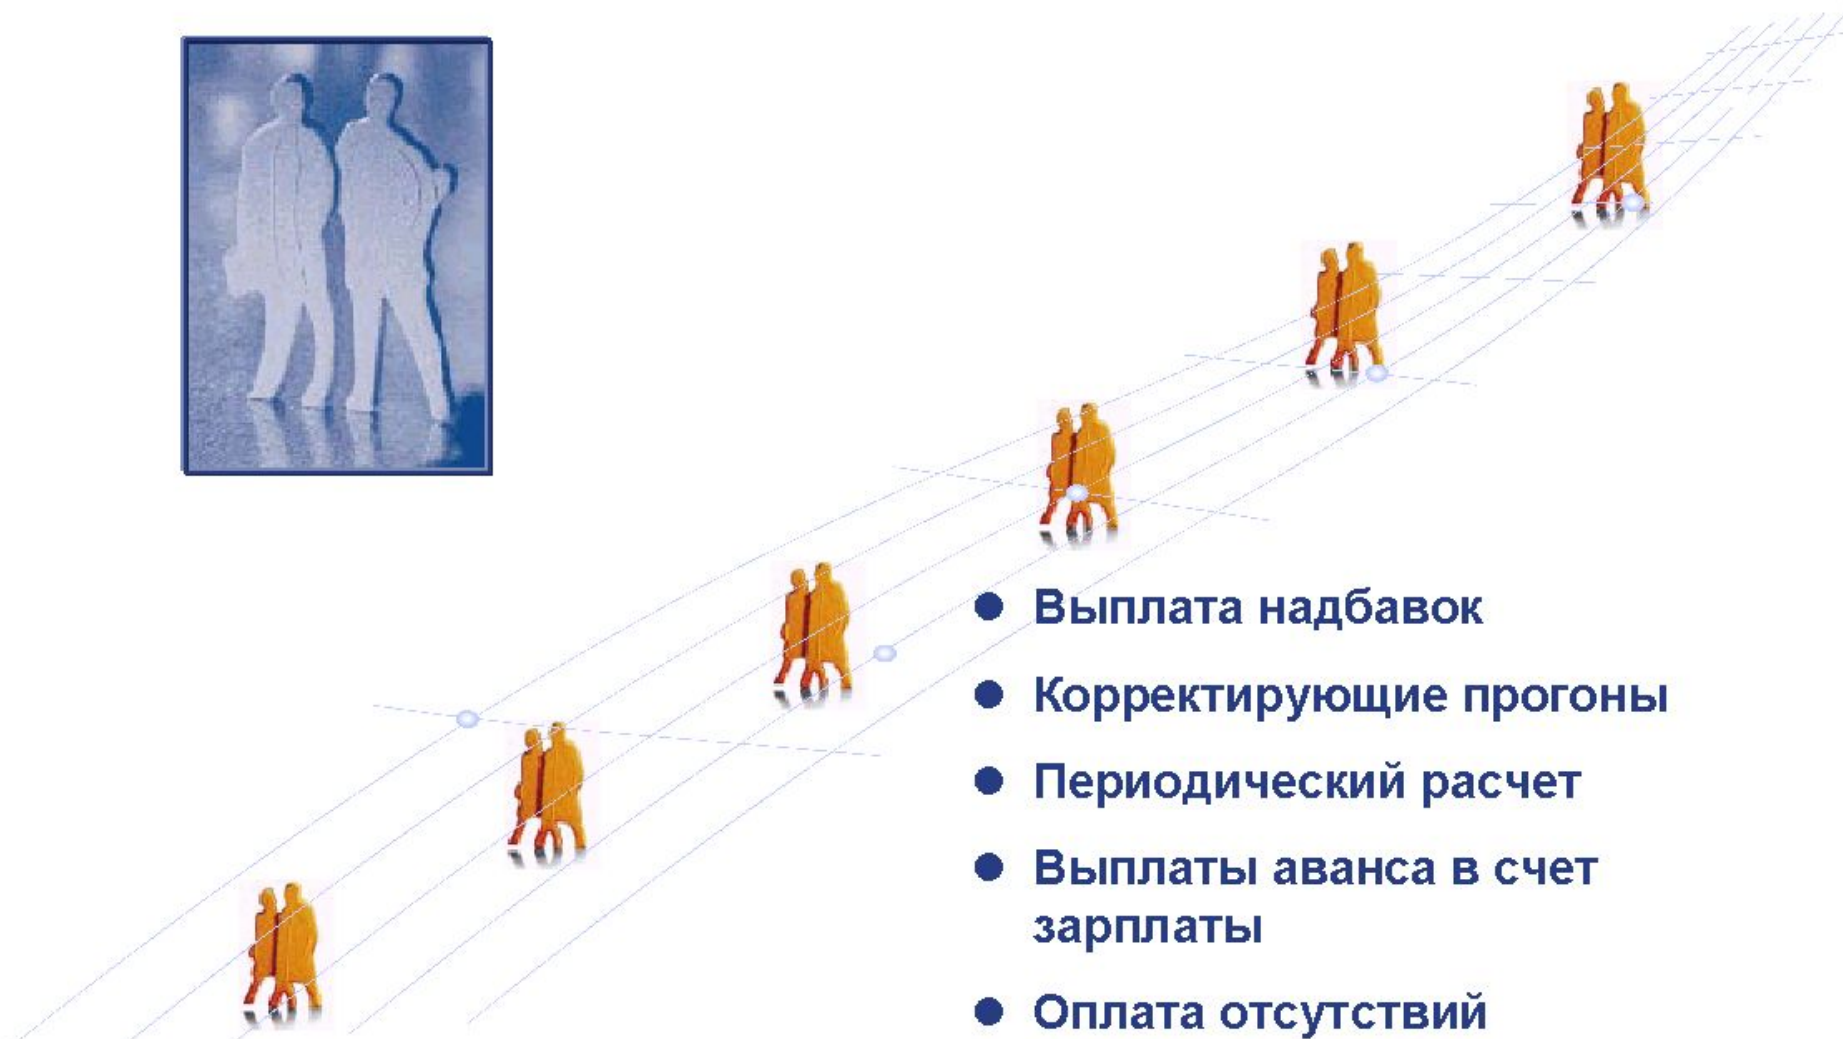 ● Выплата надбавок
● Корректирующие прогоны
● Периодический расчет
● Выплаты аванса в счет
зарплаты
● Оплата отсутствий